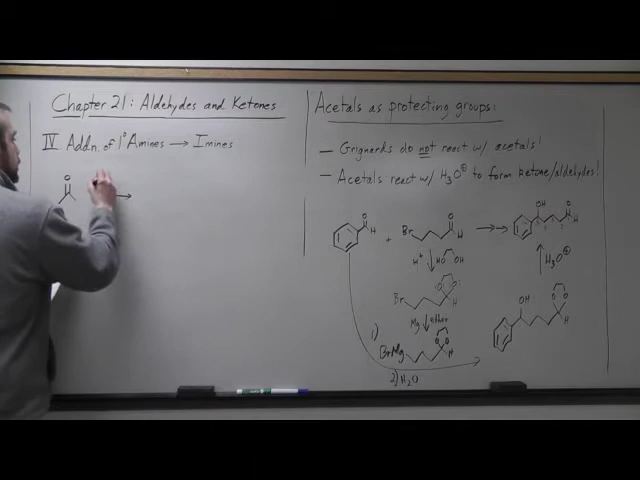 Chapter 21: Aldehydes and Ketones
IV Addn. of 1° Amines → Imines
O
Acetals as protecting groups:
— Grignards do not react w/ acetals!
— Acetals react w/ H₃O⊕ to form ketone/aldehydes!
O H + Br O H →→ OH O H
H⁺ ↓ HO OH
H₃O⊕
Br O O H
Mg ↓ ether
OH O O H
1)
BrMg O O H
2) H₂O